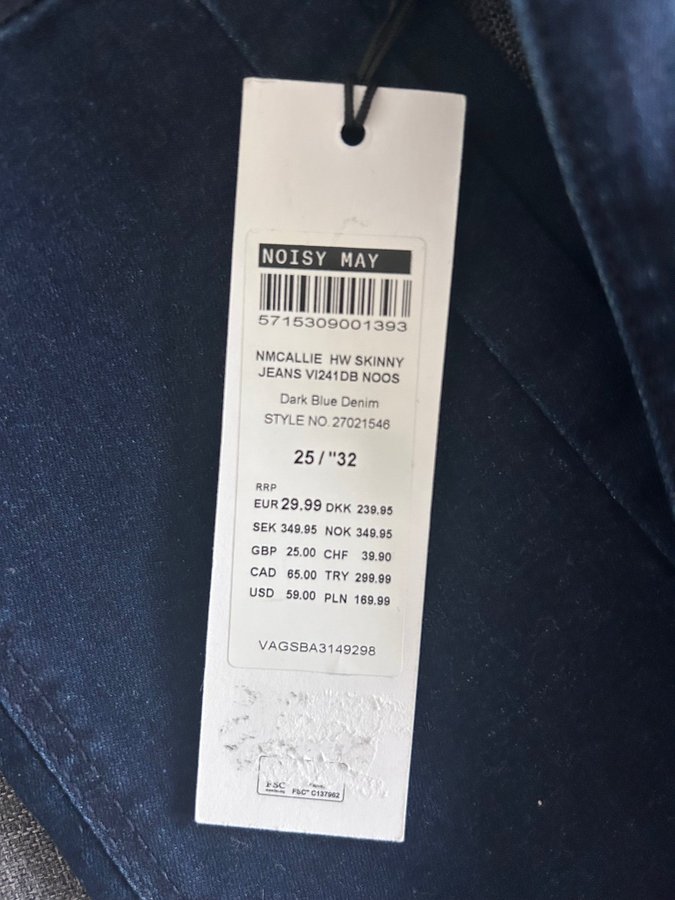 NOISY MAY
5715309001393
NMCALLIE HW SKINNY
JEANS VI241DB NOOS
Dark Blue Denim
STYLE NO 27021546
25 / "32
RRP
EUR 29.99 DKK 239.95
SEK 349.95 NOK 349.95
GBP 25.00 CHF 39.90
CAD 65.00 TRY 299.99
USD 59.00 PLN 169.99
VAGSBA3149298
FSC
FSC® C137962